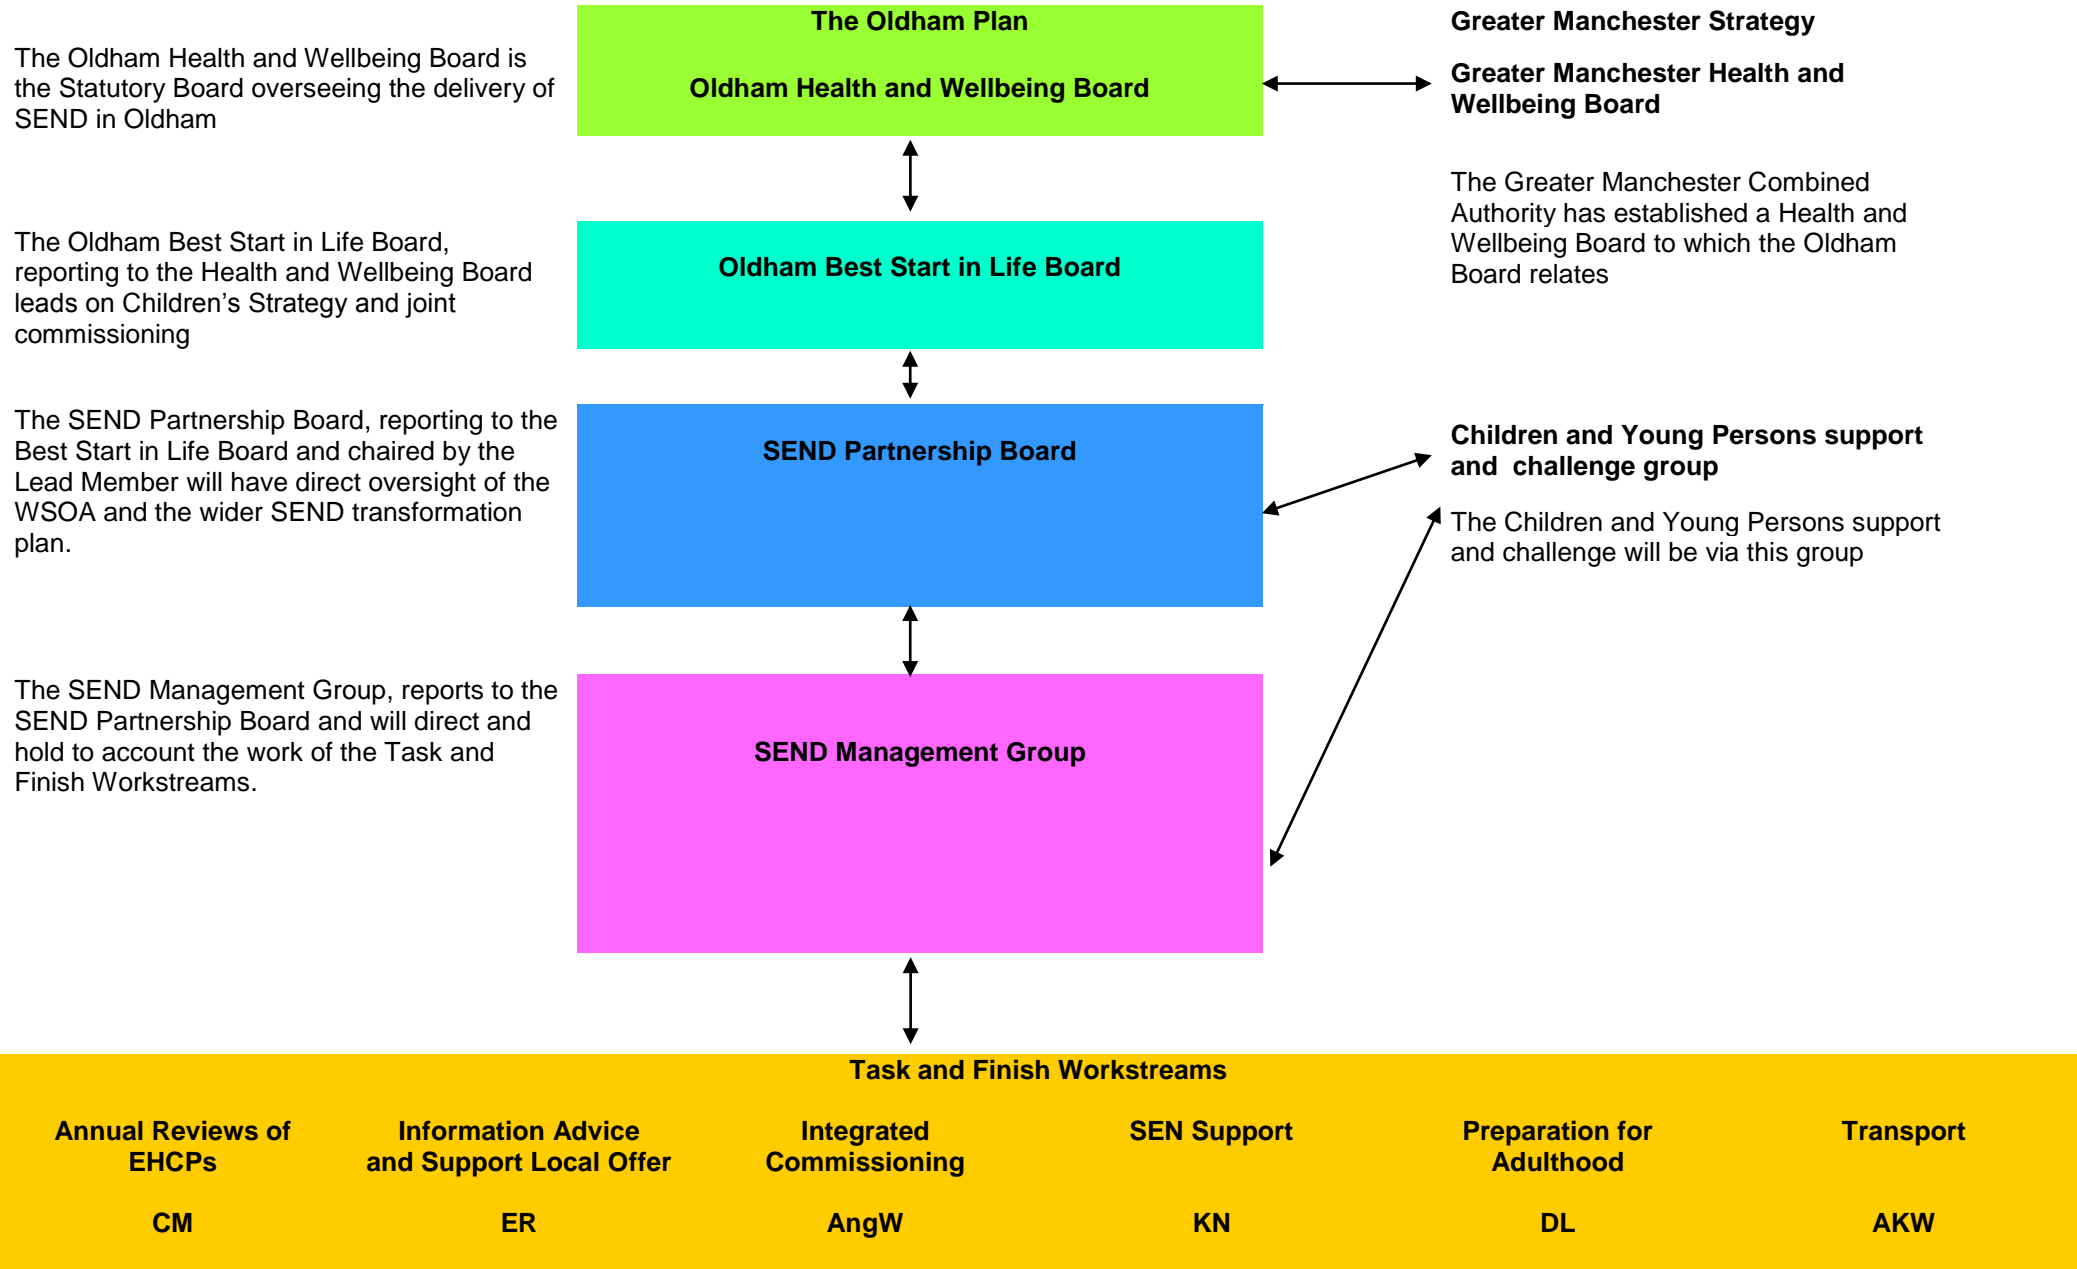 The Oldham Plan
Oldham Health and Wellbeing Board
The Oldham Health and Wellbeing Board is
the Statutory Board overseeing the delivery of
SEND in Oldham
Greater Manchester Strategy
Greater Manchester Health and
Wellbeing Board
The Greater Manchester Combined
Authority has established a Health and
Wellbeing Board to which the Oldham
Board relates
The Oldham Best Start in Life Board,
reporting to the Health and Wellbeing Board
leads on Children’s Strategy and joint
commissioning
Oldham Best Start in Life Board
The SEND Partnership Board, reporting to the
Best Start in Life Board and chaired by the
Lead Member will have direct oversight of the
WSOA and the wider SEND transformation
plan.
SEND Partnership Board
Children and Young Persons support
and  challenge group
The Children and Young Persons support
and challenge will be via this group
The SEND Management Group, reports to the
SEND Partnership Board and will direct and
hold to account the work of the Task and
Finish Workstreams.
SEND Management Group
Task and Finish Workstreams
Annual Reviews of
EHCPs
CM
Information Advice
and Support Local Offer
ER
Integrated
Commissioning
AngW
SEN Support
KN
Preparation for
Adulthood
DL
Transport
AKW